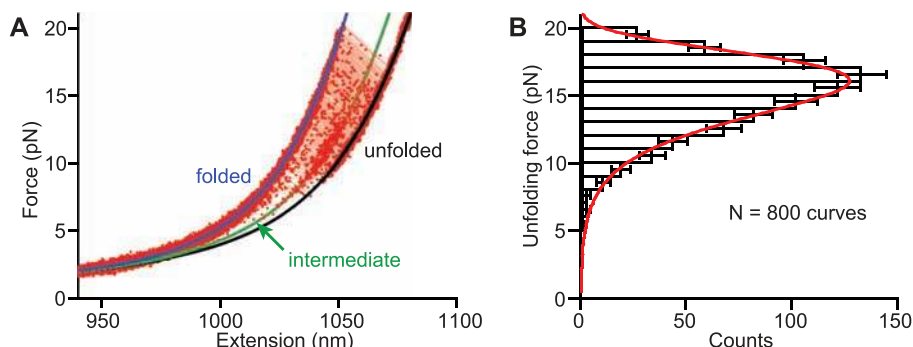 A
Force (pN)
20
15
10
5
0
folded
unfolded
intermediate
950
1000
1050
1100
Extension (nm)
B
Unfolding force (pN)
20
15
10
5
0
N = 800 curves
0
50
100
150
Counts